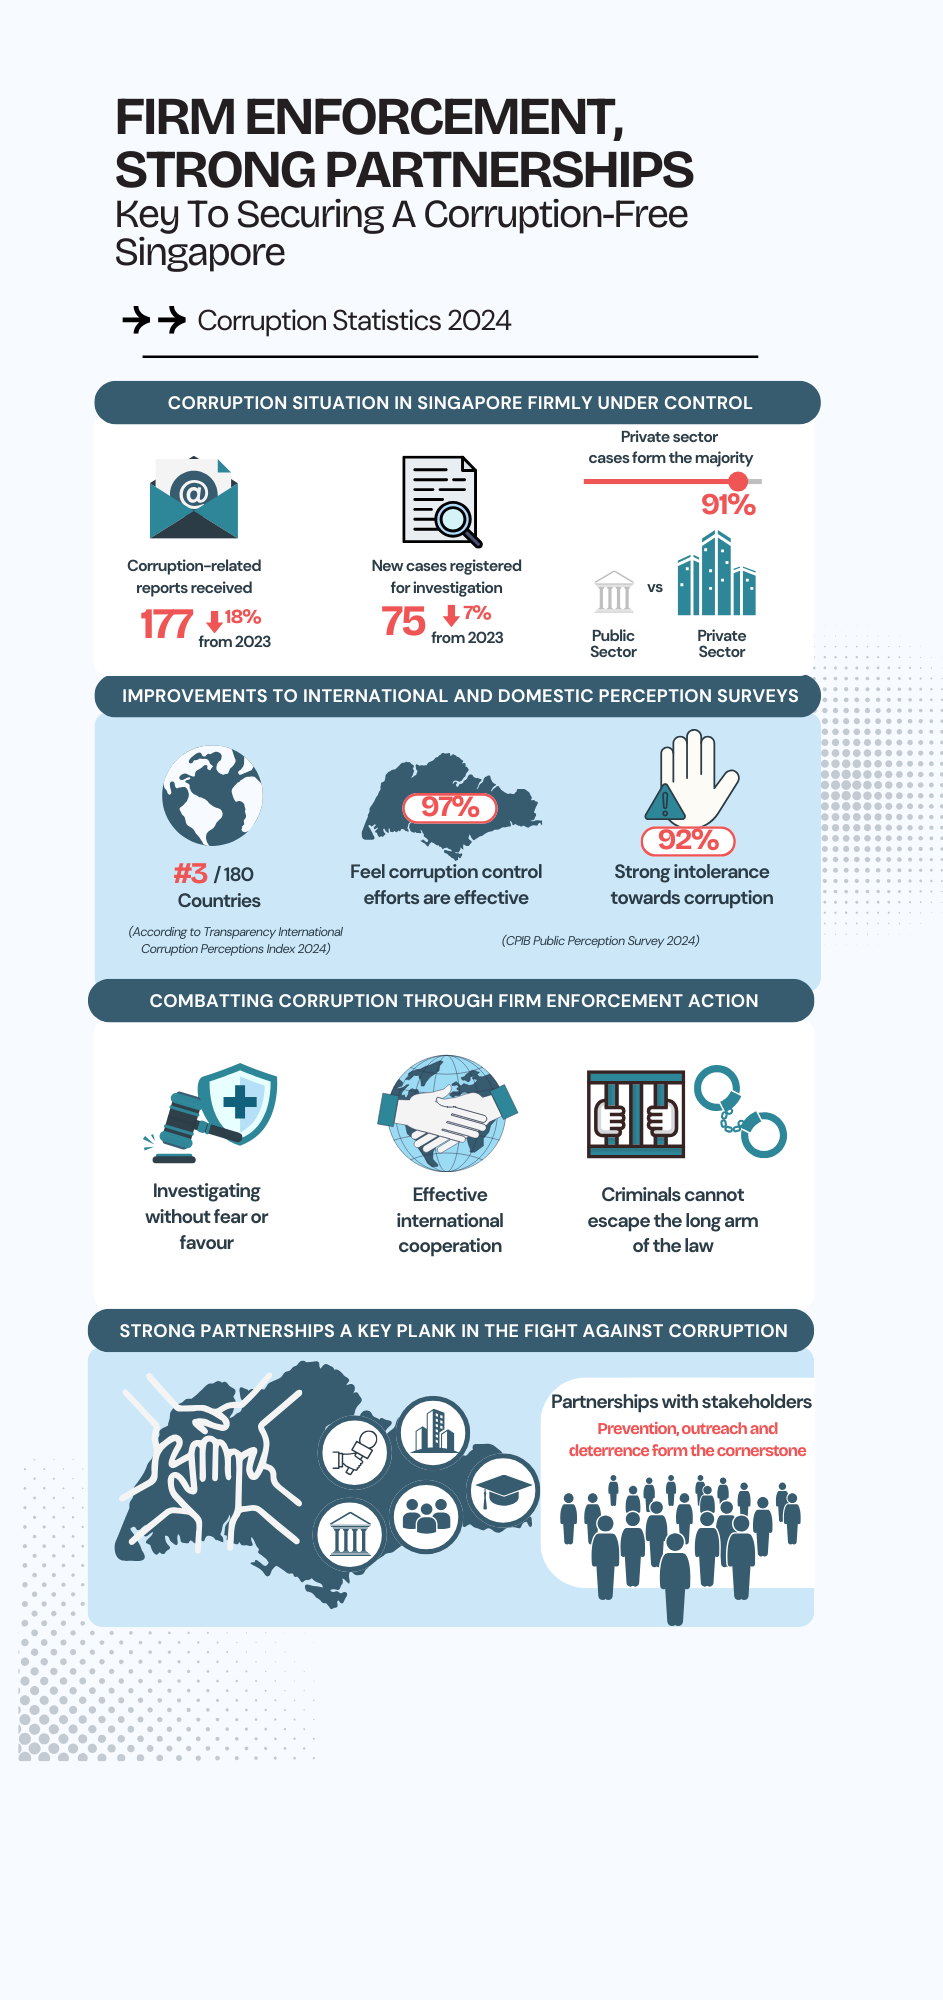 FIRM ENFORCEMENT,
STRONG PARTNERSHIPS
Key To Securing A Corruption-Free
Singapore
Corruption Statistics 2024
CORRUPTION SITUATION IN SINGAPORE FIRMLY UNDER CONTROL
@
Corruption-related
reports received
177
18%
from 2023
New cases registered
for investigation
75
7%
from 2023
Private sector
cases form the majority
91%
vs
Public
Sector
Private
Sector
IMPROVEMENTS TO INTERNATIONAL AND DOMESTIC PERCEPTION SURVEYS
#3 / 180
Countries
(According to Transparency International
Corruption Perceptions Index 2024)
97%
Feel corruption control
efforts are effective
!
92%
Strong intolerance
towards corruption
(CPIB Public Perception Survey 2024)
COMBATTING CORRUPTION THROUGH FIRM ENFORCEMENT ACTION
Investigating
without fear or
favour
Effective
international
cooperation
Criminals cannot
escape the long arm
of the law
STRONG PARTNERSHIPS A KEY PLANK IN THE FIGHT AGAINST CORRUPTION
Partnerships with stakeholders
Prevention, outreach and
deterrence form the cornerstone